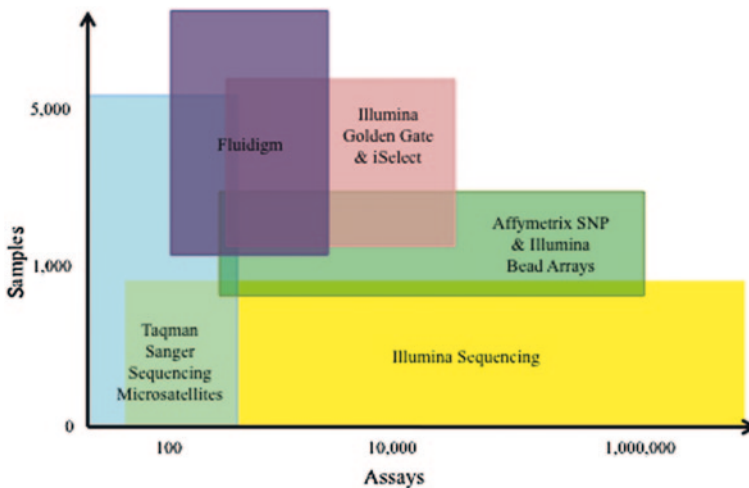 Samples
5,000
1,000
0
Fluidigm
Illumina
Golden Gate
& iSelect
Affymetrix SNP
& Illumina
Bead Arrays
Taqman
Sanger
Sequencing
Microsatellites
Illumina Sequencing
100
10,000
1,000,000
Assays